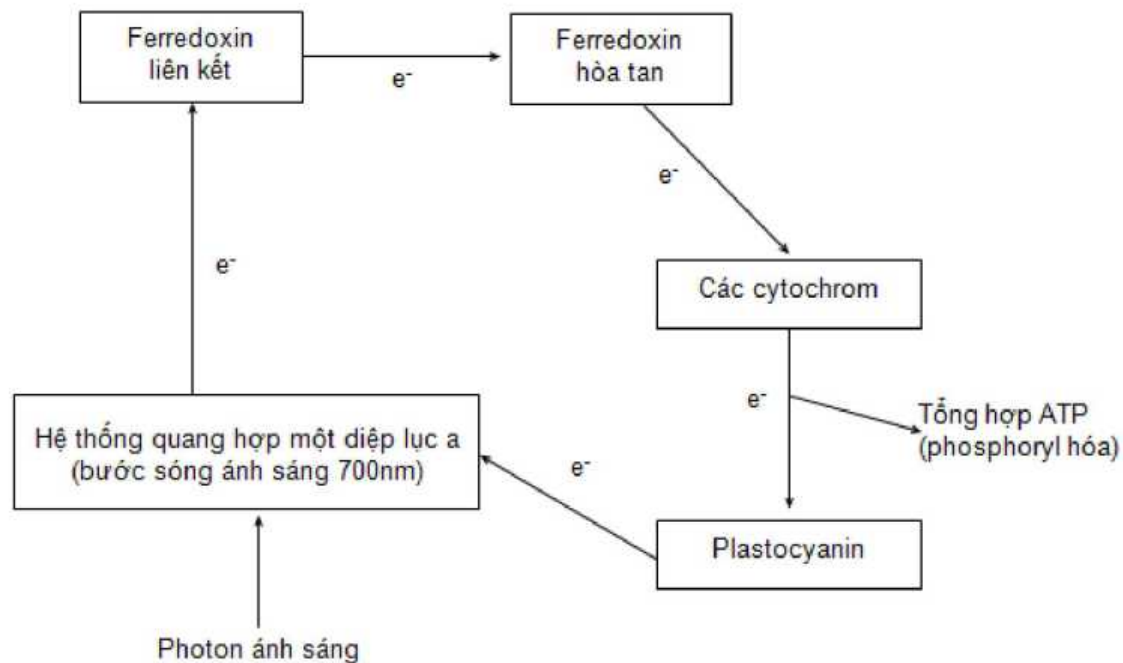 Ferredoxin
liên kết
e-
Ferredoxin
hòa tan
e-
Các cytochrom
e-
Tổng hợp ATP
(phosphoryl hóa)
Plastocyanin
e-
Hệ thống quang hợp một diệp lục a
(bước sóng ánh sáng 700nm)
e-
Photon ánh sáng